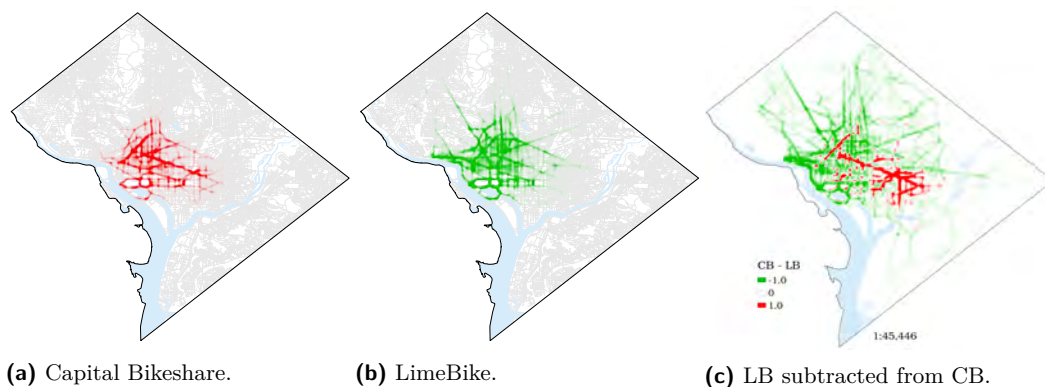 CB - LB
-1.0
0
1.0
1:45,446
(a) Capital Bikeshare.
(b) LimeBike.
(c) LB subtracted from CB.